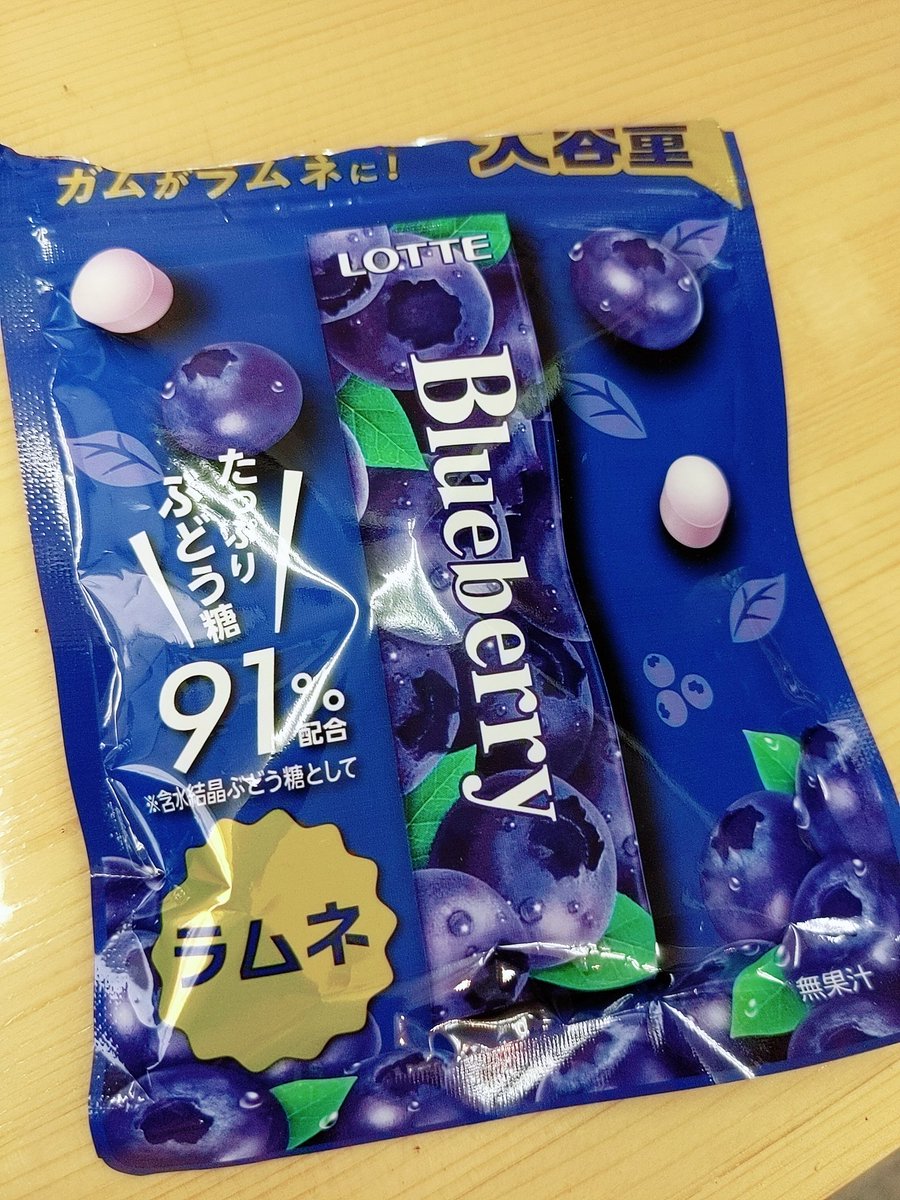 ガムがラムネに!
大容量
LOTTE
Blueberry
たっぷり
ぶどう糖
91%
配合
※含水結晶ぶどう糖として
ラムネ
無果汁